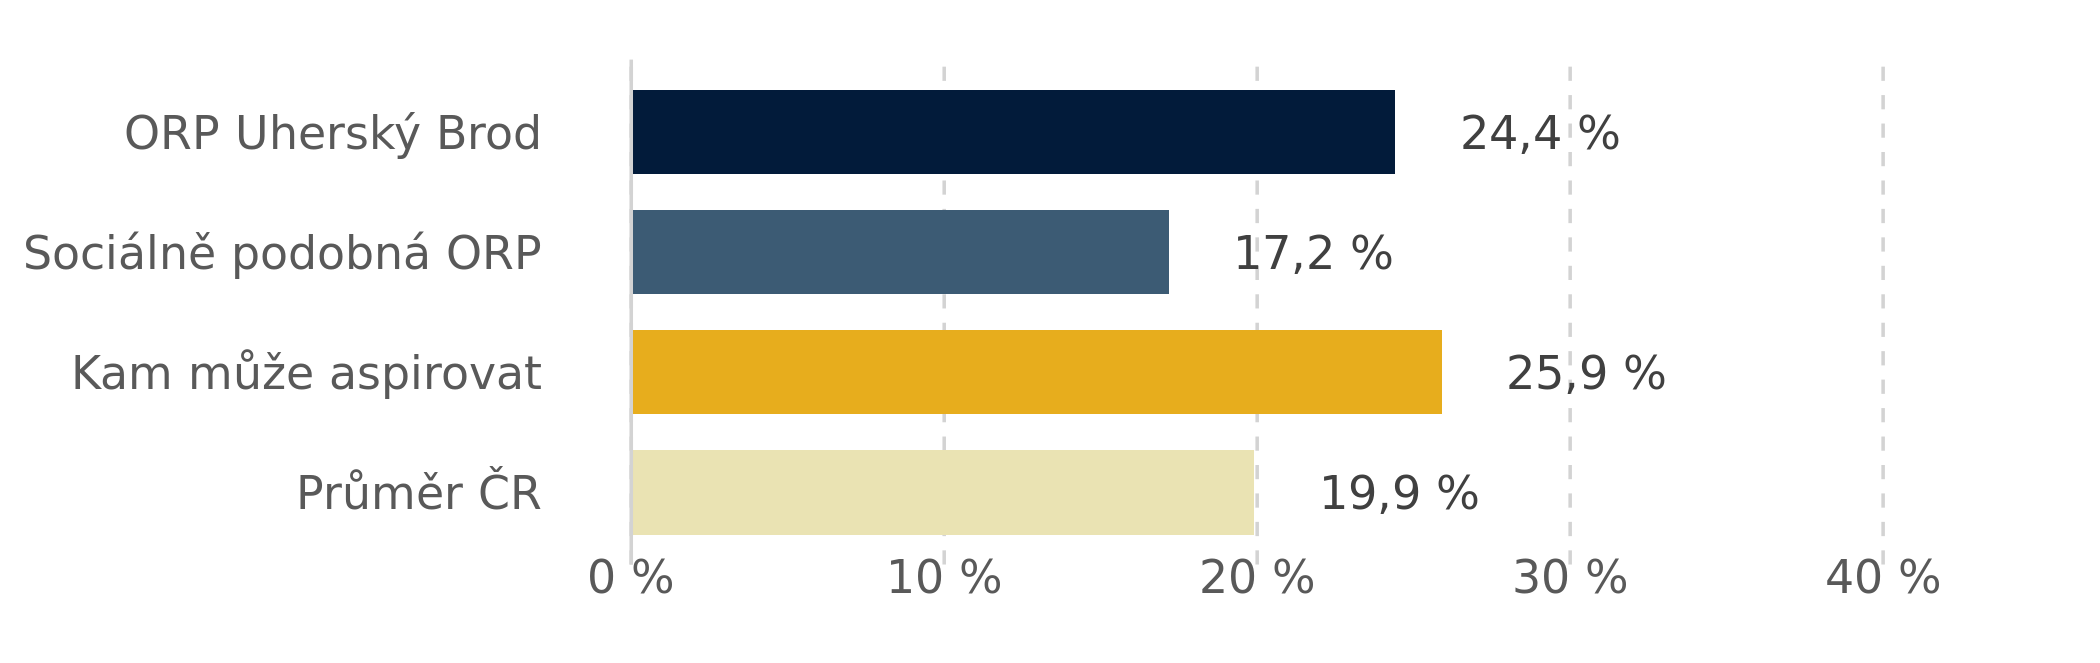 ORP Uherský Brod 24,4 %
Sociálně podobná ORP 17,2 %
Kam může aspirovat 25,9 %
Průměr ČR 19,9 %
0 % 10 % 20 % 30 % 40 %